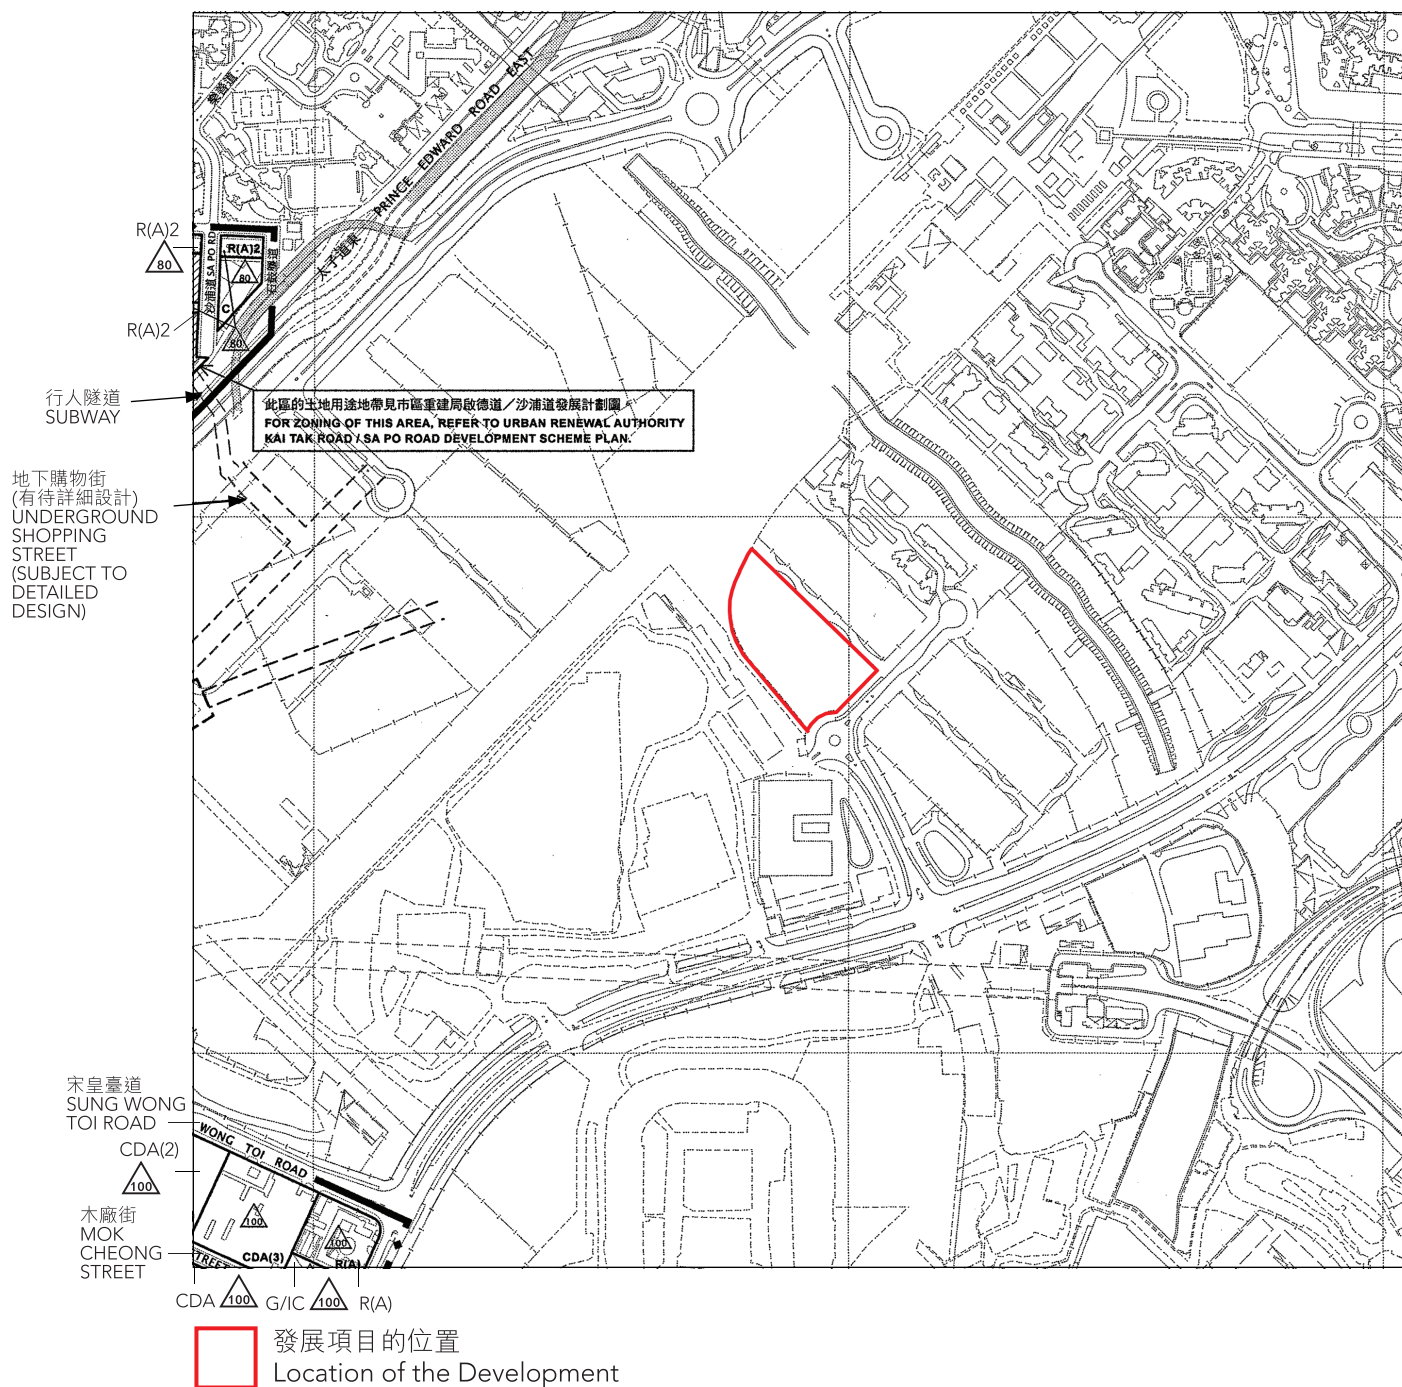 樂善道
PRINCE EDWARD ROAD EAST
太子道東
R(A)2
80
沙浦道 SA PO RD
R(A)2
80
石鼓壟道
C
R(A)2
80
行人隧道
SUBWAY
此區的土地用途地帶見市區重建局啟德道／沙浦道發展計劃圖。
FOR ZONING OF THIS AREA, REFER TO URBAN RENEWAL AUTHORITY
KAI TAK ROAD / SA PO ROAD DEVELOPMENT SCHEME PLAN.
地下購物街
(有待詳細設計)
UNDERGROUND
SHOPPING
STREET
(SUBJECT TO
DETAILED
DESIGN)
宋皇臺道
SUNG WONG
TOI ROAD
WONG TOI ROAD
CDA(2)
100
100
100
木廠街
MOK
CHEONG
STREET
TREET
CDA(3)
R(A)
CDA 100 G/IC 100 R(A)
發展項目的位置
Location of the Development